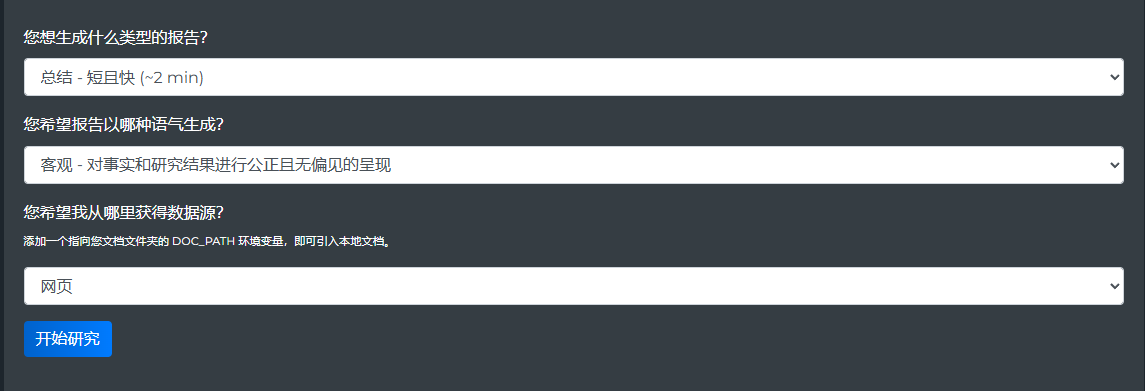 您想生成什么类型的报告？
总结 - 短且快 (~2 min)
您希望报告以哪种语气生成？
客观 - 对事实和研究结果进行公正且无偏见的呈现
您希望我从哪里获得数据源？
添加一个指向您文档文件夹的 DOC_PATH 环境变量，即可引入本地文档。
网页
开始研究